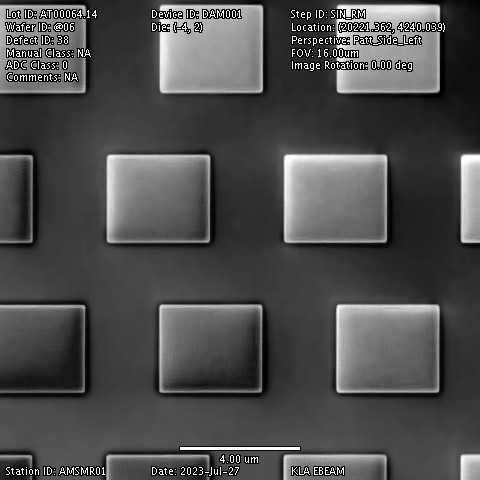 Lot ID: AT00064.14 Device ID: DAM001 Step ID: SIN_RM
Wafer ID: @06 Die: (-4, 2) Location: (20221.362, 4240.039)
Defect ID: 38 Perspective: Patt_Side_Left
Manual Class: NA FOV: 16.00um
ADC Class: 0 Image Rotation: 0.00 deg
Comments: NA
4.00 um
Station ID: AMSMR01 Date: 2023-Jul-27 KLA EBEAM